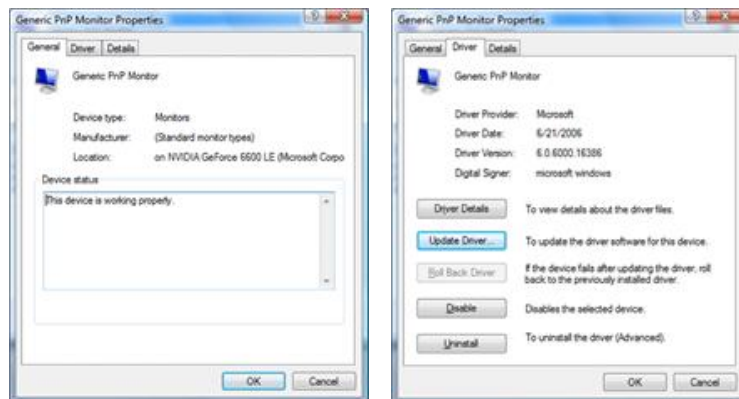 Generic PnP Monitor Properties
General Driver Details
Generic PnP Monitor
Device type: Monitors
Manufacturer: (Standard monitor types)
Location: on NVIDIA GeForce 6600 LE (Microsoft Corpo
Device status
This device is working properly.
OK Cancel
Generic PnP Monitor Properties
General Driver Details
Generic PnP Monitor
Driver Provider: Microsoft
Driver Date: 6/21/2006
Driver Version: 6.0.6000.16386
Digital Signer: microsoft windows
Driver Details To view details about the driver files.
Update Driver... To update the driver software for this device.
Roll Back Driver If the device fails after updating the driver, roll
back to the previously installed driver.
Disable Disables the selected device.
Uninstall To uninstall the driver (Advanced).
OK Cancel